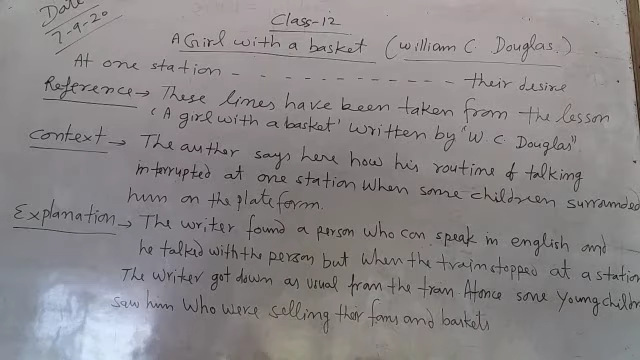 Date
7-9-20
Class-12
A Girl with a basket (William C. Douglas.)
At one station - - - - - - - - - - - their desire
Reference → These lines have been taken from the lesson
'A girl with a basket' written by "W. C. Douglas".
Context → The auther says here how his routine of talking
interrupted at one station when some children surrounded
him on the plateform.
Explanation → The writer found a person who can speak in english and
he talked with the person but when the train stopped at a station
The writer got down as usual from the tran. Atonce some young childr
saw him who were selling their fans and baskets